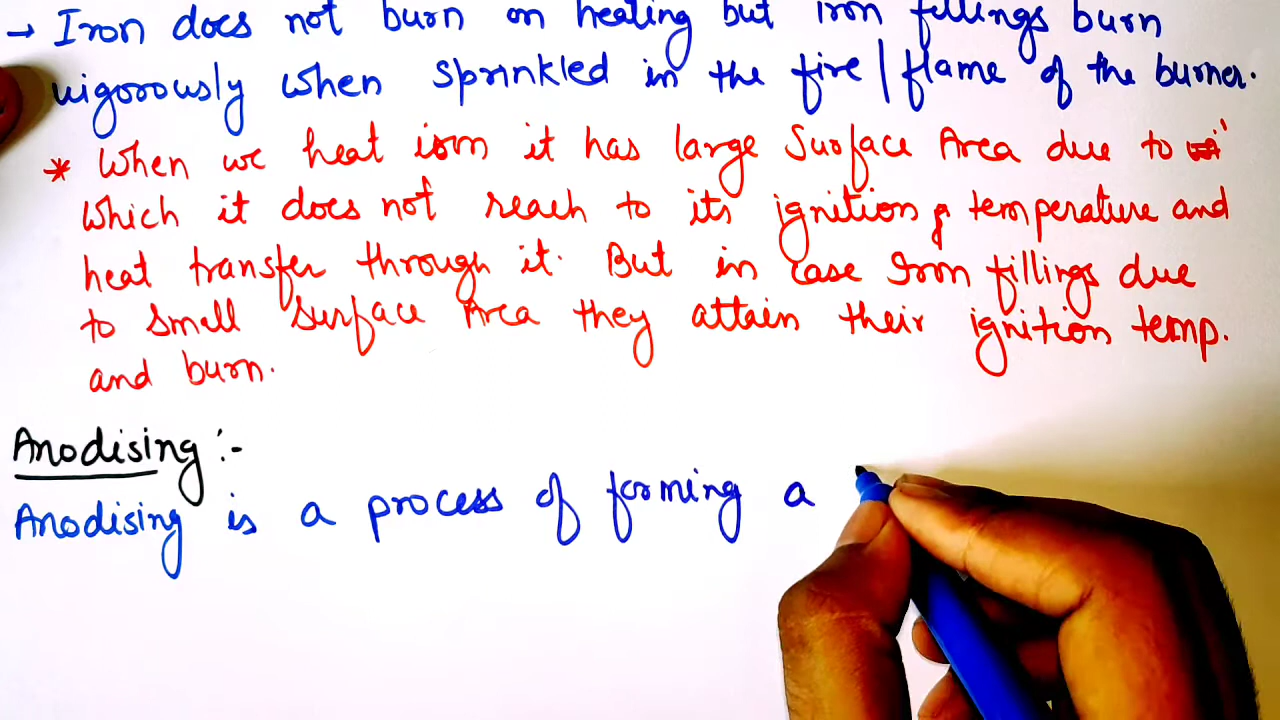 → Iron does not burn on heating but iron fillings burn
vigorously when sprinkled in the fire/flame of the burner.
* When we heat iron it has large Surface Area due to
which it does not reach to its ignition temperature and
heat transfer through it. But in case Iron fillings due
to small surface Area they attain their ignition temp.
and burn.
Anodising :-
Anodising is a process of forming a